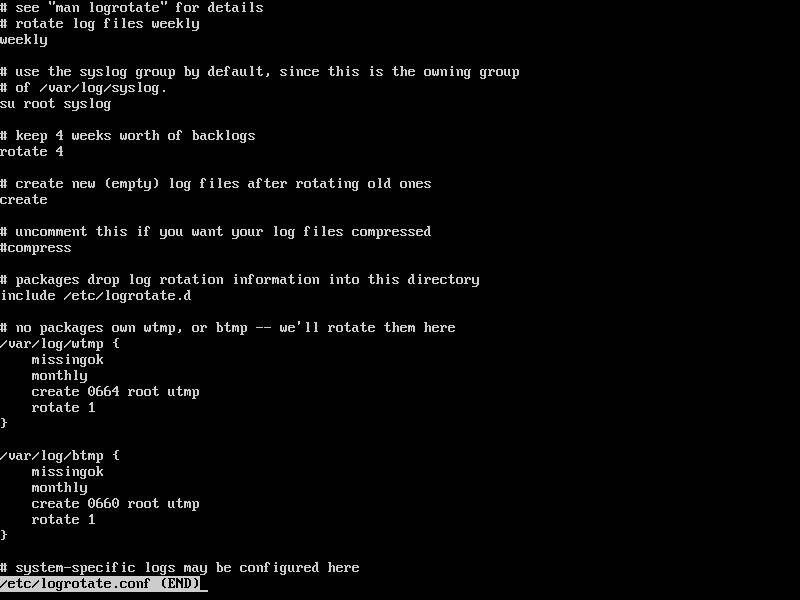 # see "man logrotate" for details
# rotate log files weekly
weekly

# use the syslog group by default, since this is the owning group
# of /var/log/syslog.
su root syslog

# keep 4 weeks worth of backlogs
rotate 4

# create new (empty) log files after rotating old ones
create

# uncomment this if you want your log files compressed
#compress

# packages drop log rotation information into this directory
include /etc/logrotate.d

# no packages own wtmp, or btmp -- we'll rotate them here
/var/log/wtmp {
    missingok
    monthly
    create 0664 root utmp
    rotate 1
}

/var/log/btmp {
    missingok
    monthly
    create 0660 root utmp
    rotate 1
}

# system-specific logs may be configured here
/etc/logrotate.conf (END)